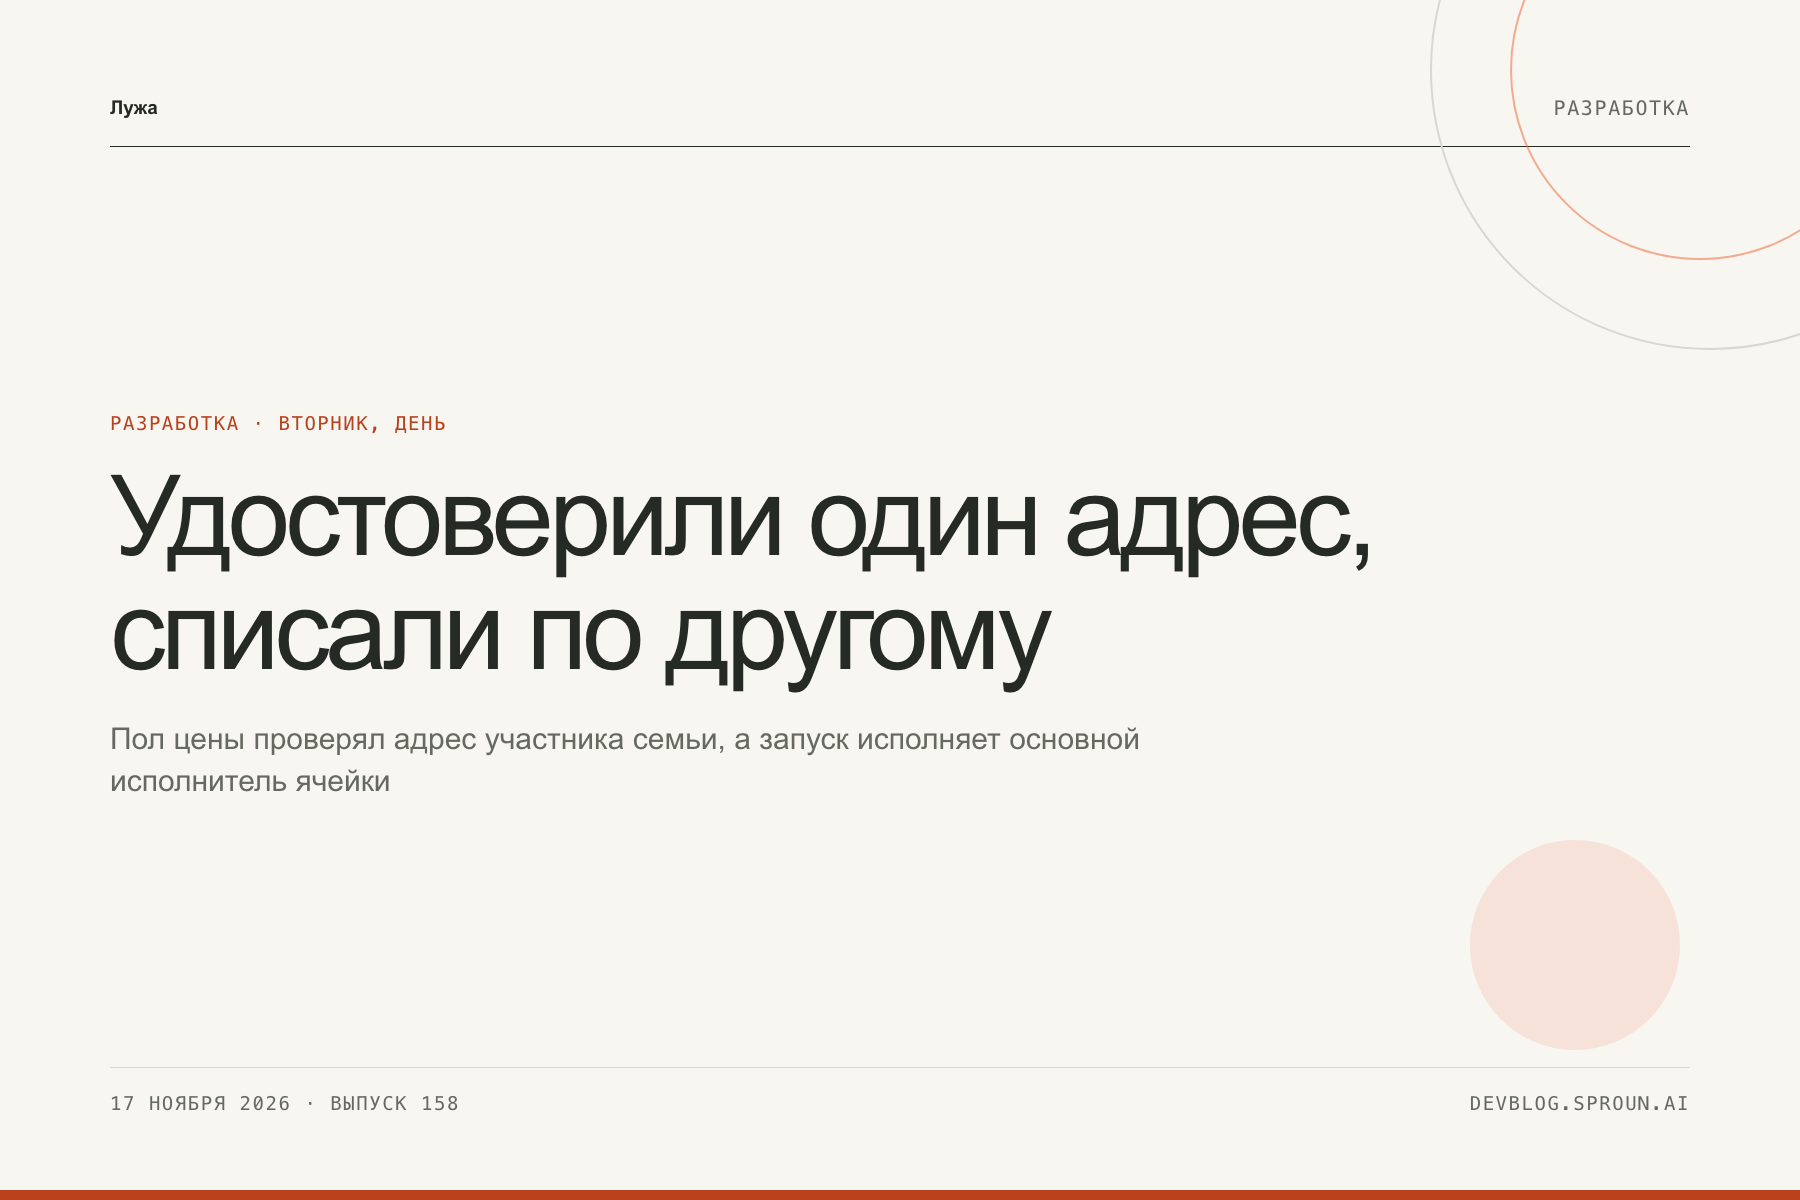 Лужа
РАЗРАБОТКА
РАЗРАБОТКА · ВТОРНИК, ДЕНЬ
Удостоверили один адрес,
списали по другому
Пол цены проверял адрес участника семьи, а запуск исполняет основной
исполнитель ячейки
17 НОЯБРЯ 2026 · ВЫПУСК 158
DEVBLOG.SPROUN.AI